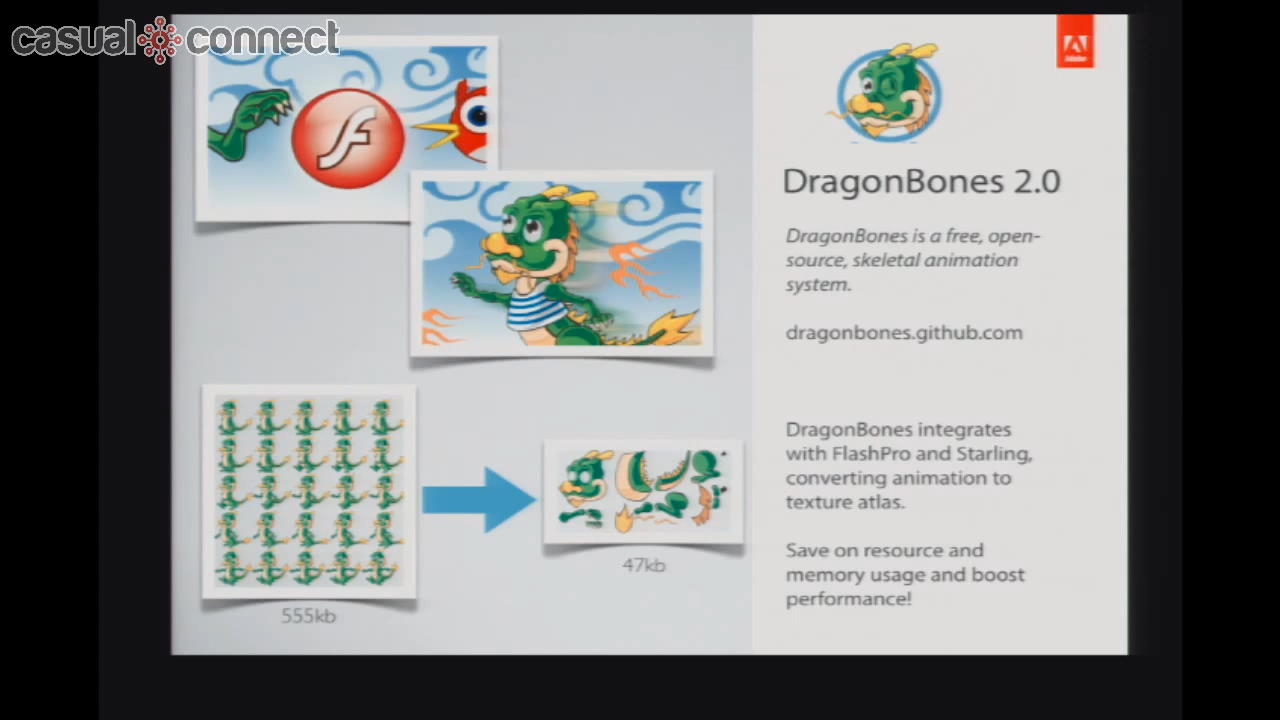 casual connect
Adobe
DragonBones 2.0
DragonBones is a free, open-
source, skeletal animation
system.
dragonbones.github.com
DragonBones integrates
with FlashPro and Starling,
converting animation to
texture atlas.
Save on resource and
memory usage and boost
performance!
555kb
47kb